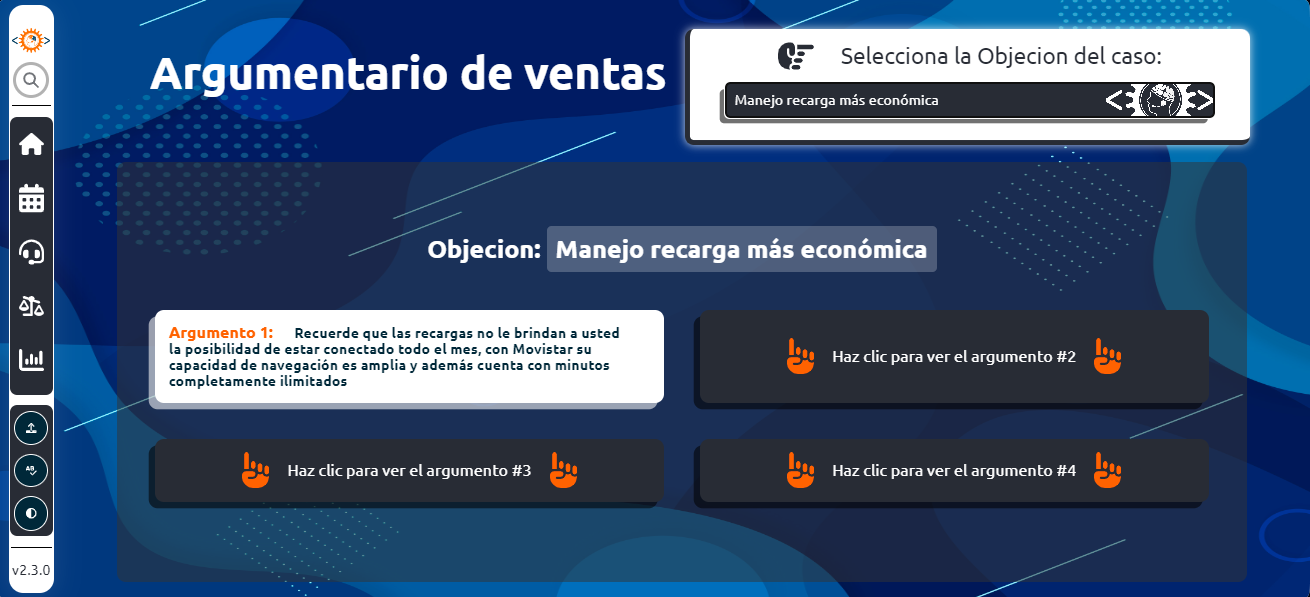 Argumentario de ventas
Selecciona la Objecion del caso:
Manejo recarga más económica
Objecion: Manejo recarga más económica
Argumento 1: Recuerde que las recargas no le brindan a usted
la posibilidad de estar conectado todo el mes, con Movistar su
capacidad de navegación es amplia y además cuenta con minutos
completamente ilimitados
Haz clic para ver el argumento #2
Haz clic para ver el argumento #3
Haz clic para ver el argumento #4
AB
v2.3.0